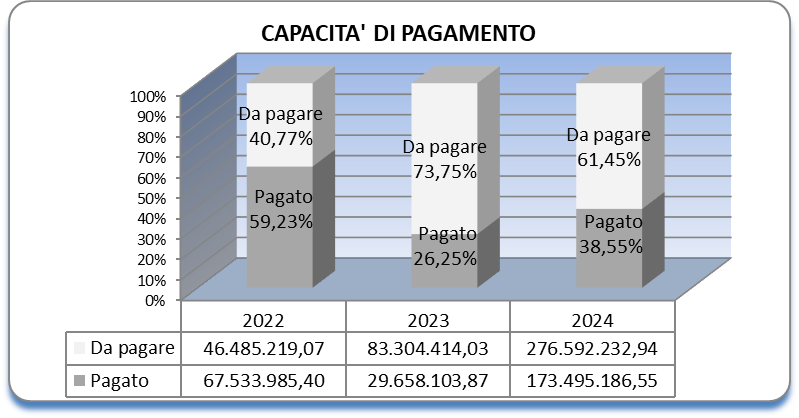 CAPACITA' DI PAGAMENTO
100%
90%
80%
70%
60%
50%
40%
30%
20%
10%
0%
Da pagare
40,77%
Pagato
59,23%
Da pagare
73,75%
Pagato
26,25%
Da pagare
61,45%
Pagato
38,55%
2022 2023 2024
Da pagare 46.485.219,07 83.304.414,03 276.592.232,94
Pagato 67.533.985,40 29.658.103,87 173.495.186,55